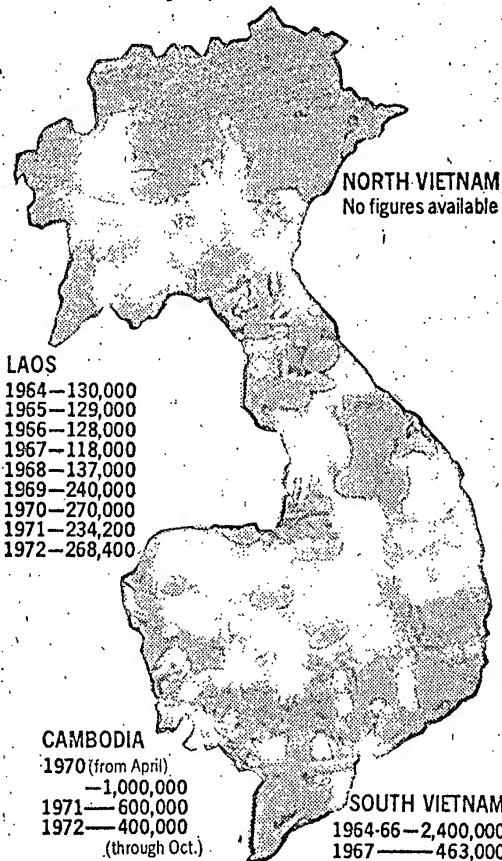 NORTH VIETNAM
No figures available
LAOS
1964—130,000
1965—129,000
1956—128,000
1967—118,000
1968—137,000
1969—240,000
1970—270,000
1971—234,200
1972—268,400
CAMBODIA
1970 (from April)
—1,000,000
1971—600,000
1972—400,000
(through Oct.)
SOUTH VIETNAM
1964-66—2,400,000
1967——463,000